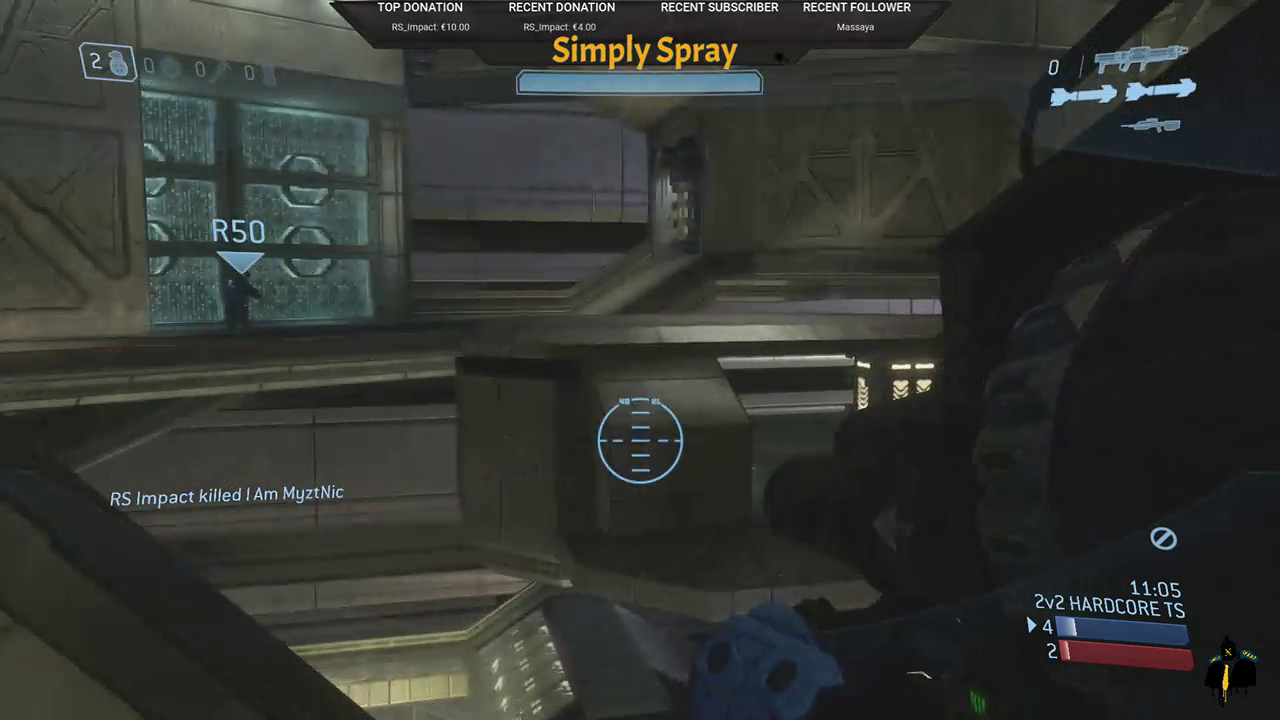 TOP DONATION
RS_Impact: €10.00
RECENT DONATION
RS_Impact: €4.00
RECENT SUBSCRIBER
RECENT FOLLOWER
Massaya
Simply Spray
2
0
0
0
0
R50
RS Impact killed I Am MyztNic
11:05
2v2 HARDCORE TS
4
2